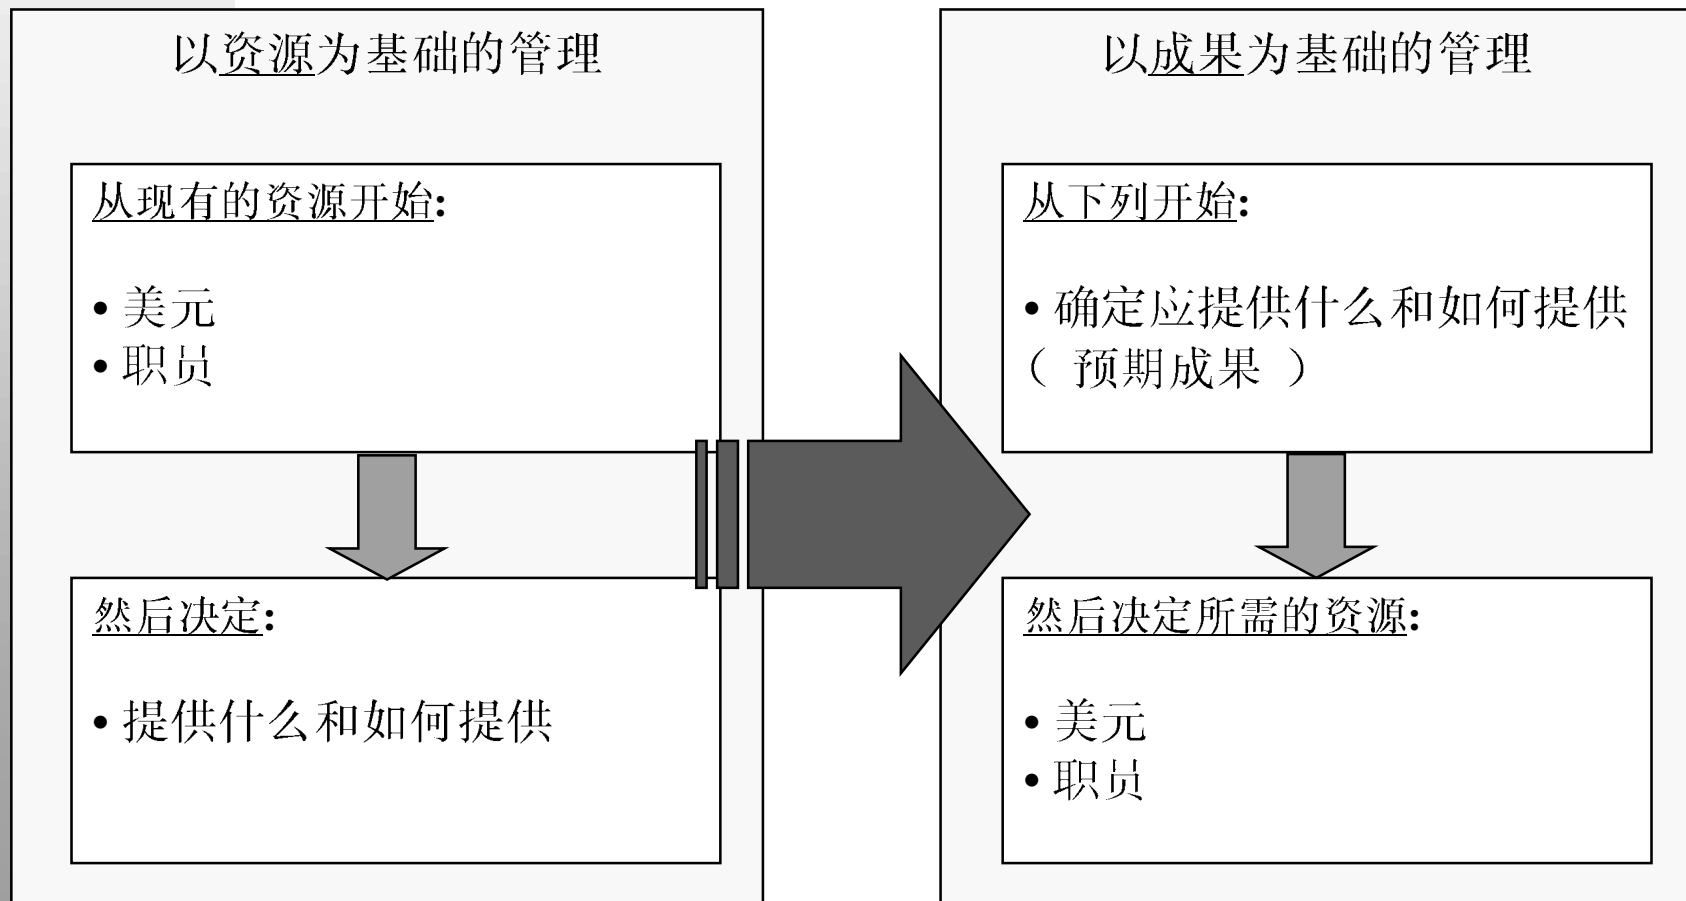 以资源为基础的管理
从现有的资源开始:
• 美元
• 职员
然后决定:
• 提供什么和如何提供
以成果为基础的管理
从下列开始:
• 确定应提供什么和如何提供
（ 预期成果 ）
然后决定所需的资源:
• 美元
• 职员